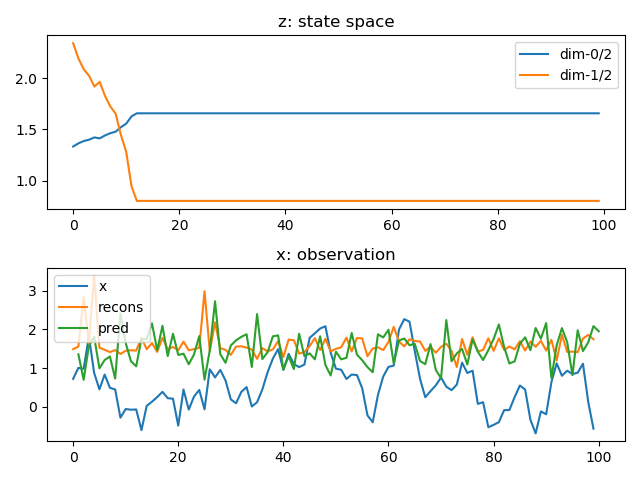 z: state space
2.0
1.5
1.0
dim-0/2
dim-1/2
0 20 40 60 80 100
x: observation
3
2
1
0
x
recons
pred
0 20 40 60 80 100